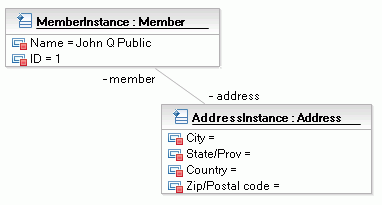 MemberInstance : Member
Name = John Q Public
ID = 1
- member
- address
AddressInstance : Address
City =
State/Prov =
Country =
Zip/Postal code =